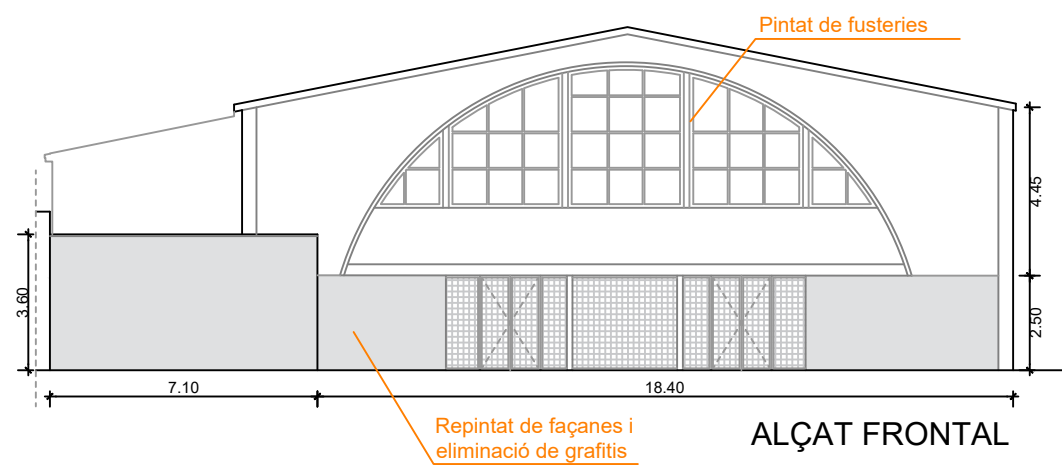 Pintat de fusteries
4.45
3.60
2.50
7.10
18.40
Repintat de façanes i
eliminació de grafitis
ALÇAT FRONTAL